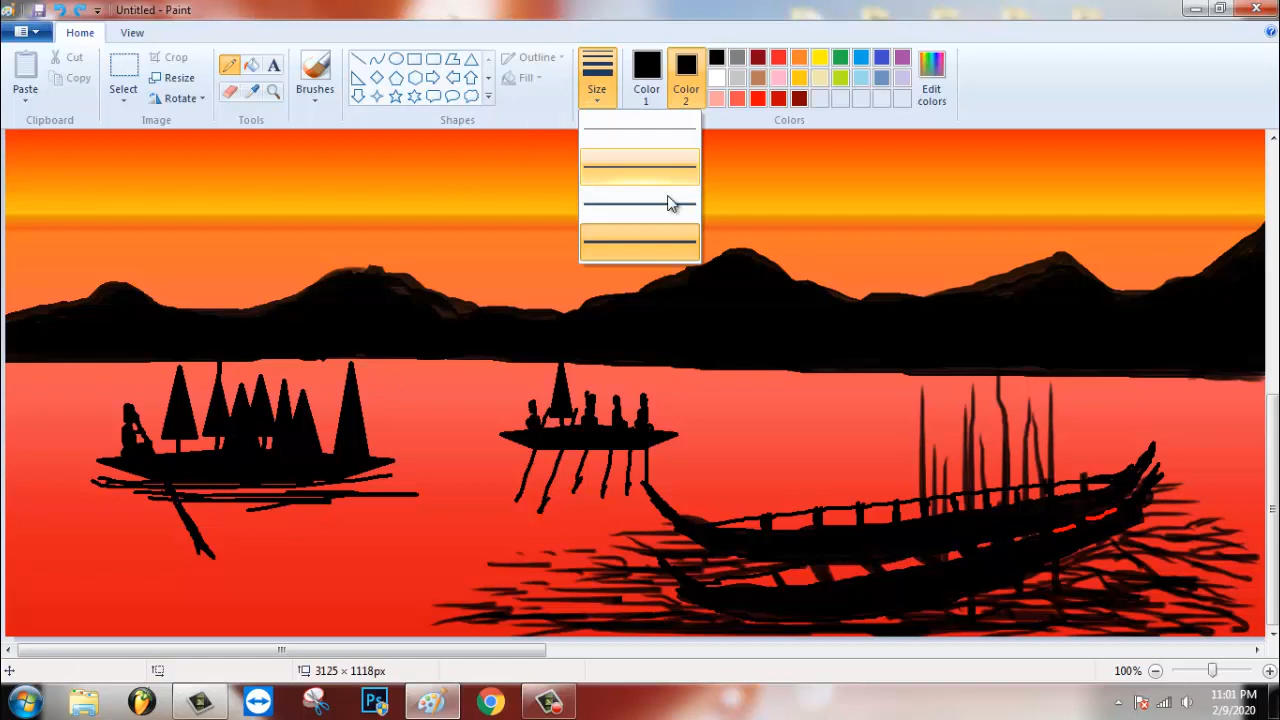 Untitled - Paint
Home
View
Paste
Cut
Copy
Clipboard
Select
Crop
Resize
Rotate
Image
A
Tools
Brushes
Outline
Fill
Shapes
Size
Color 1
Color 2
Edit colors
Colors
3125 × 1118px
100%
Ps
11:01 PM
2/9/2020